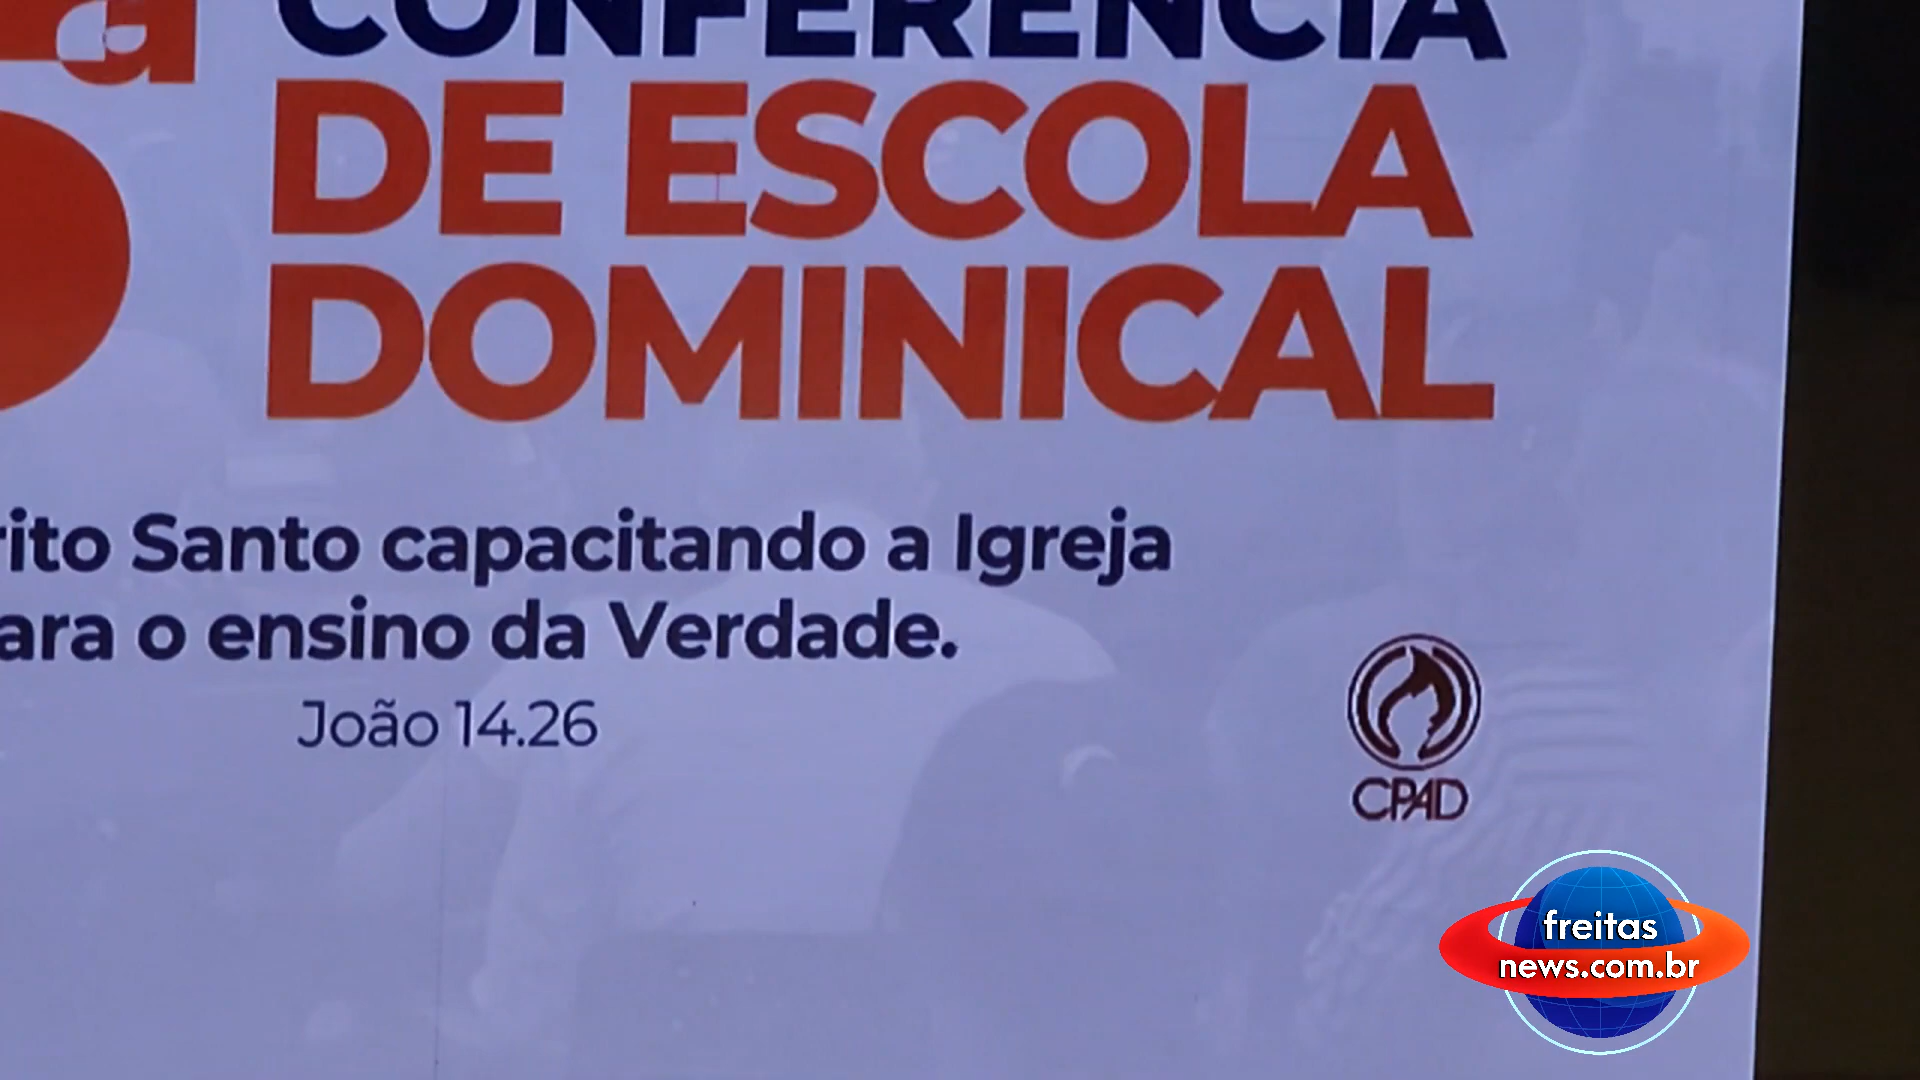 ª CONFERÊNCIA
DE ESCOLA
DOMINICAL
rito Santo capacitando a Igreja
ara o ensino da Verdade.
João 14.26
CPAD
freitas
news.com.br